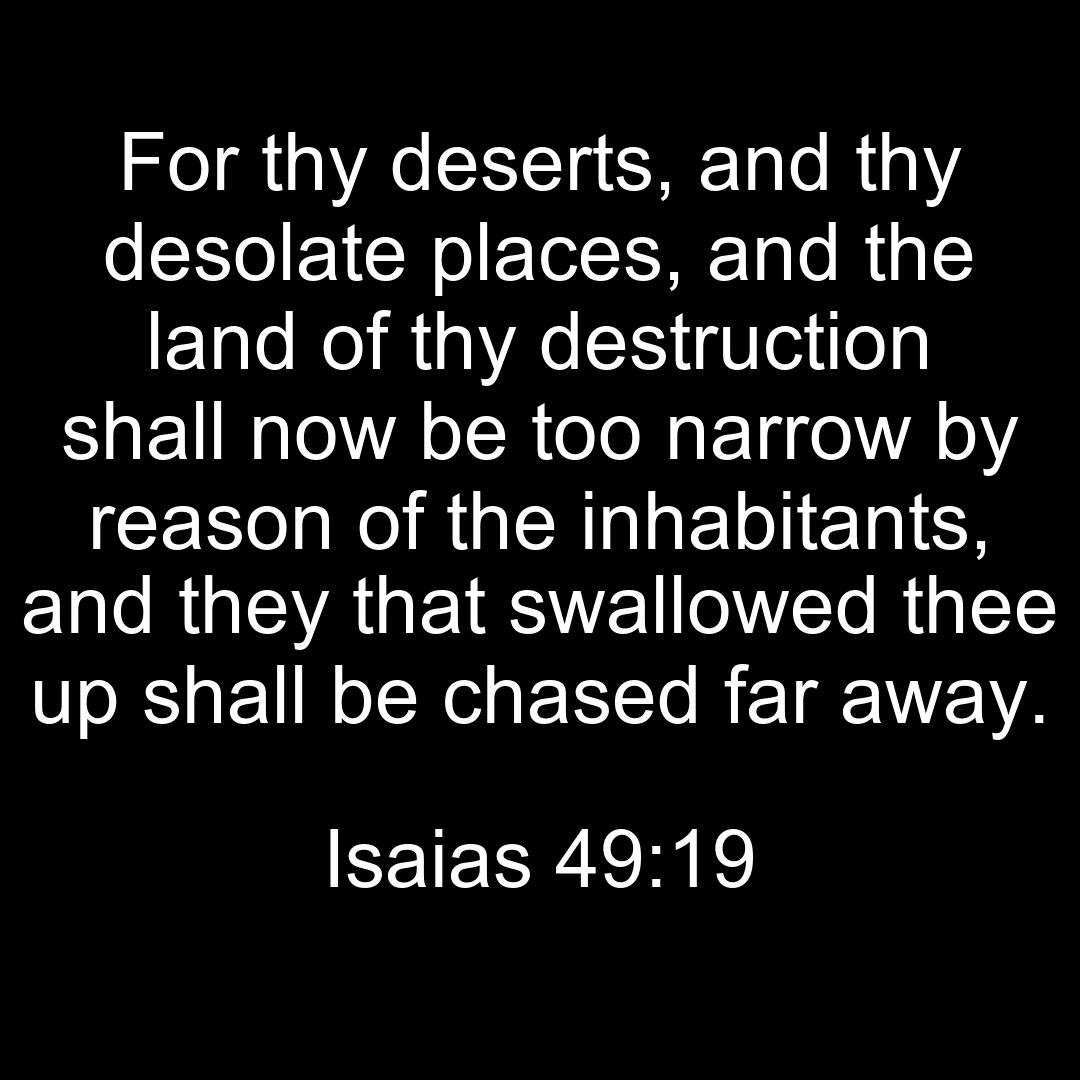 For thy deserts, and thy
desolate places, and the
land of thy destruction
shall now be too narrow by
reason of the inhabitants,
and they that swallowed thee
up shall be chased far away.
Isaias 49:19